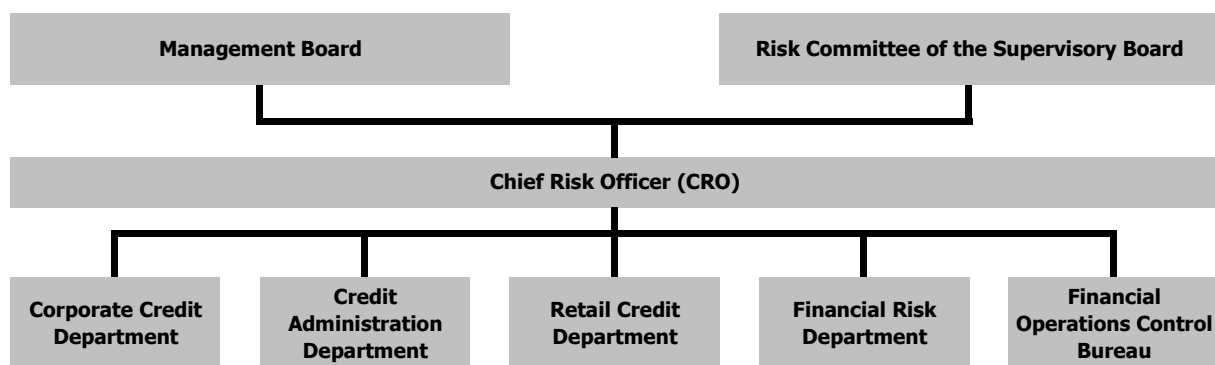 Management Board
Risk Committee of the Supervisory Board
Chief Risk Officer (CRO)
Corporate Credit
Department
Credit
Administration
Department
Retail Credit
Department
Financial Risk
Department
Financial
Operations Control
Bureau